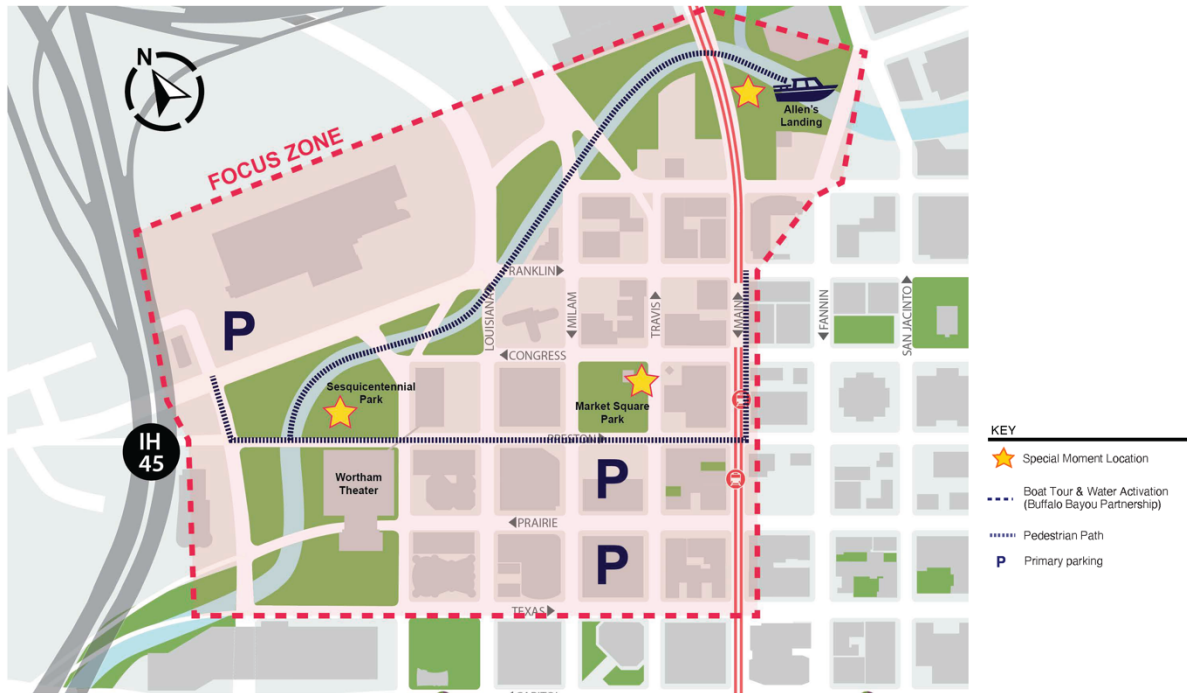 N
FOCUS ZONE
Allen's
Landing
RANKLIN
LOUISIANA
MILAM
TRAVIS
MAIN
FANNIN
SAN JACINTO
P
CONGRESS
Sesquicentennial
Park
Market Square
Park
PRESTON
IH
45
Wortham
Theater
P
PRAIRIE
P
TEXAS
KEY
Special Moment Location
Boat Tour & Water Activation
(Buffalo Bayou Partnership)
Pedestrian Path
P
Primary parking